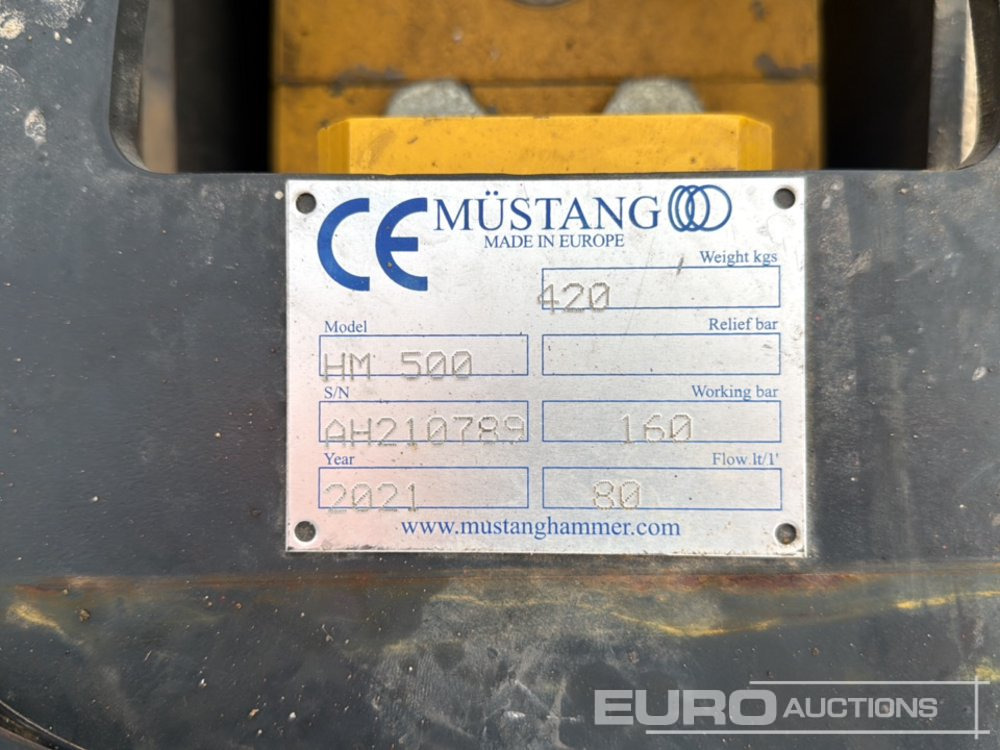 CE MÜSTANG
MADE IN EUROPE
Weight kgs
420
Model
HM 500
Relief bar
S/N
AH210789
Working bar
160
Year
2021
Flow.lt/1'
80
www.mustanghammer.com
EURO AUCTIONS